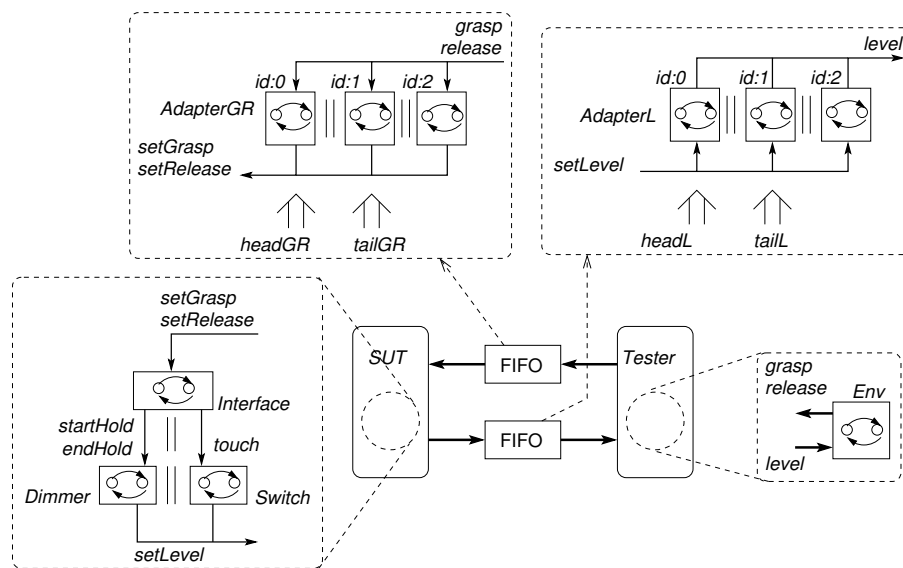 grasp
release
id:0 id:1 id:2
AdapterGR
setGrasp
setRelease
headGR tailGR
level
id:0 id:1 id:2
AdapterL
setLevel
headL tailL
setGrasp
setRelease
Interface
startHold
endHold
touch
Dimmer
Switch
setLevel
SUT
FIFO
Tester
FIFO
grasp
release
Env
level